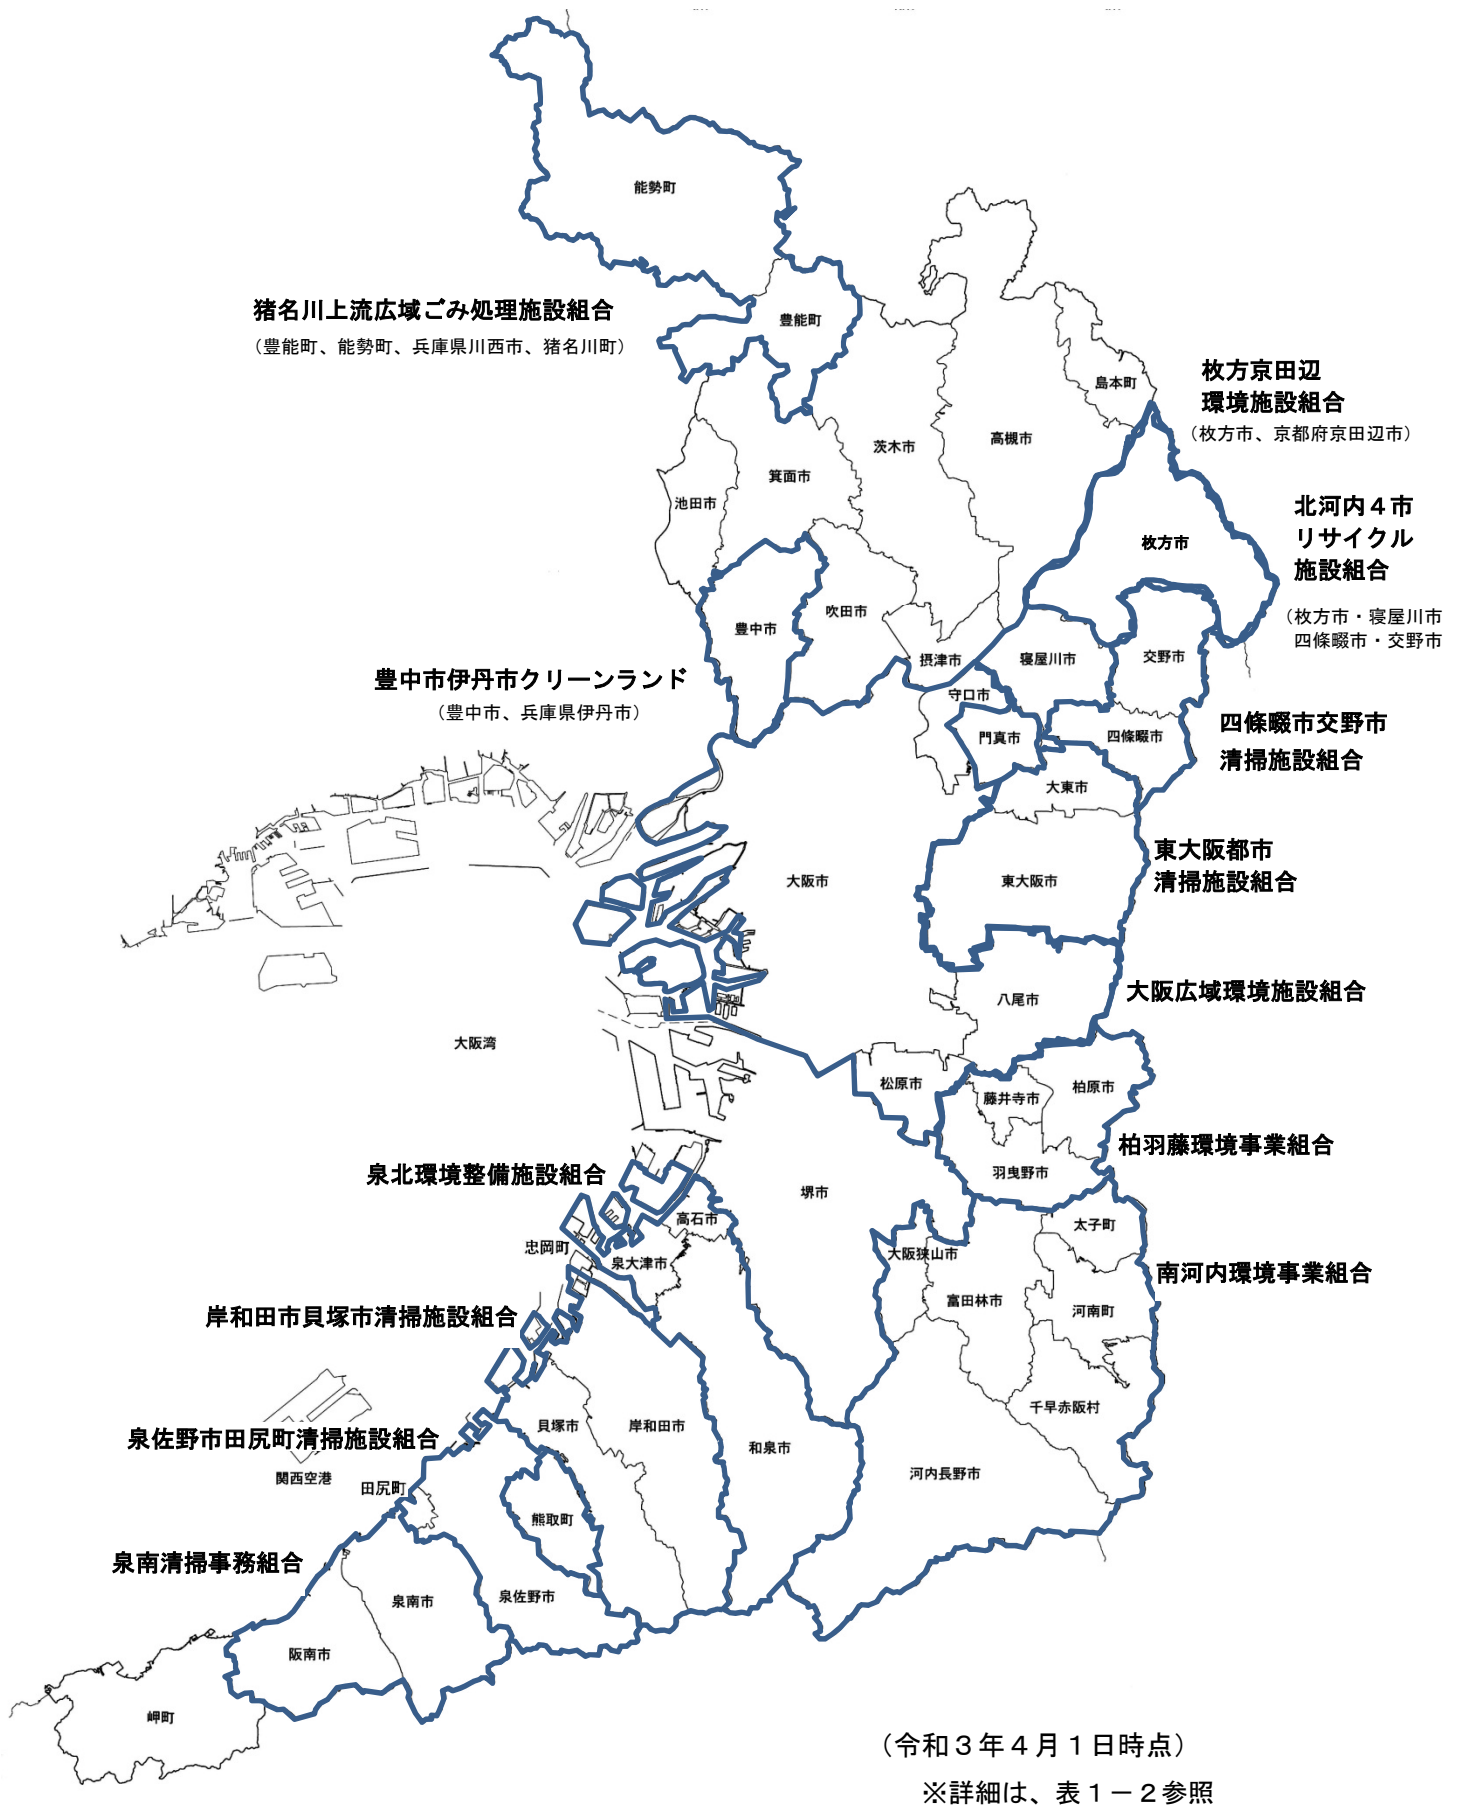 能勢町
猪名川上流広域ごみ処理施設組合
（豊能町、能勢町、兵庫県川西市、猪名川町）
豊能町
島本町
枚方京田辺
環境施設組合
（枚方市、京都府京田辺市）
茨木市
高槻市
箕面市
池田市
北河内４市
リサイクル
施設組合
（枚方市・寝屋川市
四條畷市・交野市
枚方市
吹田市
豊中市
摂津市
寝屋川市
交野市
豊中市伊丹市クリーンランド
（豊中市、兵庫県伊丹市）
守口市
門真市
四條畷市
四條畷市交野市
清掃施設組合
大東市
東大阪都市
清掃施設組合
大阪市
東大阪市
八尾市
大阪広域環境施設組合
大阪湾
松原市
藤井寺市
柏原市
柏羽藤環境事業組合
泉北環境整備施設組合
羽曳野市
堺市
高石市
太子町
忠岡町
泉大津市
大阪狭山市
南河内環境事業組合
富田林市
河南町
岸和田市貝塚市清掃施設組合
千早赤阪村
貝塚市
岸和田市
和泉市
泉佐野市田尻町清掃施設組合
関西空港
田尻町
河内長野市
熊取町
泉南清掃事務組合
泉南市
泉佐野市
阪南市
岬町
（令和３年４月１日時点）
※詳細は、表１－２参照